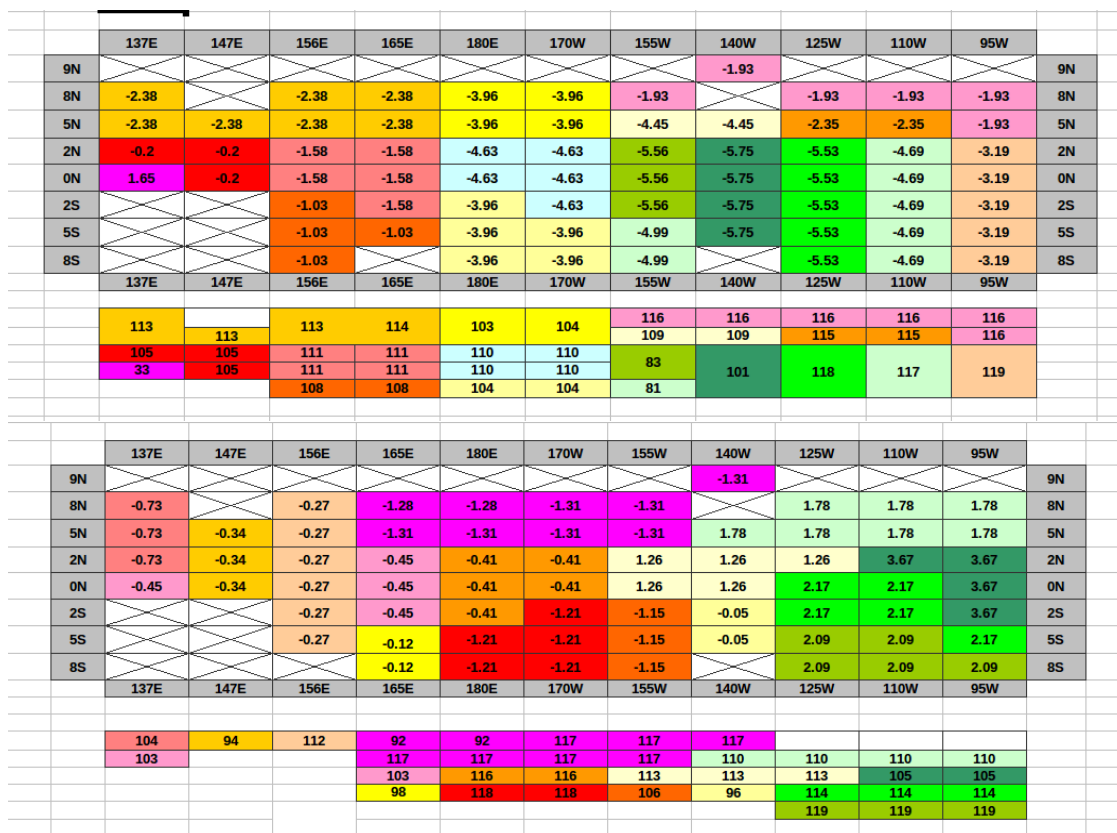 137E 147E 156E 165E 180E 170W 155W 140W 125W 110W 95W
9N -1.93 9N
8N -2.38 -2.38 -2.38 -3.96 -3.96 -1.93 -1.93 -1.93 -1.93 8N
5N -2.38 -2.38 -2.38 -2.38 -3.96 -3.96 -4.45 -4.45 -2.35 -2.35 -1.93 5N
2N -0.2 -0.2 -1.58 -1.58 -4.63 -4.63 -5.56 -5.75 -5.53 -4.69 -3.19 2N
0N 1.65 -0.2 -1.58 -1.58 -4.63 -4.63 -5.56 -5.75 -5.53 -4.69 -3.19 0N
2S -1.03 -1.58 -3.96 -4.63 -5.56 -5.75 -5.53 -4.69 -3.19 2S
5S -1.03 -1.03 -3.96 -3.96 -4.99 -5.75 -5.53 -4.69 -3.19 5S
8S -1.03 -3.96 -3.96 -4.99 -5.53 -4.69 -3.19 8S
137E 147E 156E 165E 180E 170W 155W 140W 125W 110W 95W
116 116 116 116 116
113 113 114 103 104
113 109 109 115 115 116
105 105 111 111 110 110
83
33 105 111 111 110 110
101 118 117 119
108 108 104 104 81
137E 147E 156E 165E 180E 170W 155W 140W 125W 110W 95W
9N -1.31 9N
8N -0.73 -0.27 -1.28 -1.28 -1.31 -1.31 1.78 1.78 1.78 8N
5N -0.73 -0.34 -0.27 -1.31 -1.31 -1.31 -1.31 1.78 1.78 1.78 1.78 5N
2N -0.73 -0.34 -0.27 -0.45 -0.41 -0.41 1.26 1.26 1.26 3.67 3.67 2N
0N -0.45 -0.34 -0.27 -0.45 -0.41 -0.41 1.26 1.26 2.17 2.17 3.67 0N
2S -0.27 -0.45 -0.41 -1.21 -1.15 -0.05 2.17 2.17 3.67 2S
5S -0.27 -0.12 -1.21 -1.21 -1.15 -0.05 2.09 2.09 2.17 5S
8S -0.12 -1.21 -1.21 -1.15 2.09 2.09 2.09 8S
137E 147E 156E 165E 180E 170W 155W 140W 125W 110W 95W
104 94 112 92 92 117 117 117
103 117 117 117 117 110 110 110 110
103 116 116 113 113 113 105 105
98 118 118 106 96 114 114 114
119 119 119